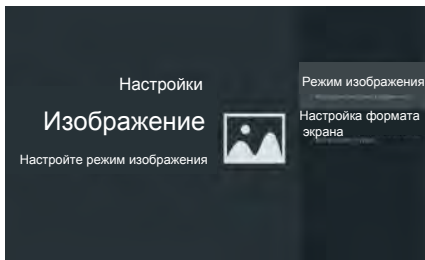 Настройки
Изображение
Настройте режим изображения
Режим изображения
Настройка формата
экрана